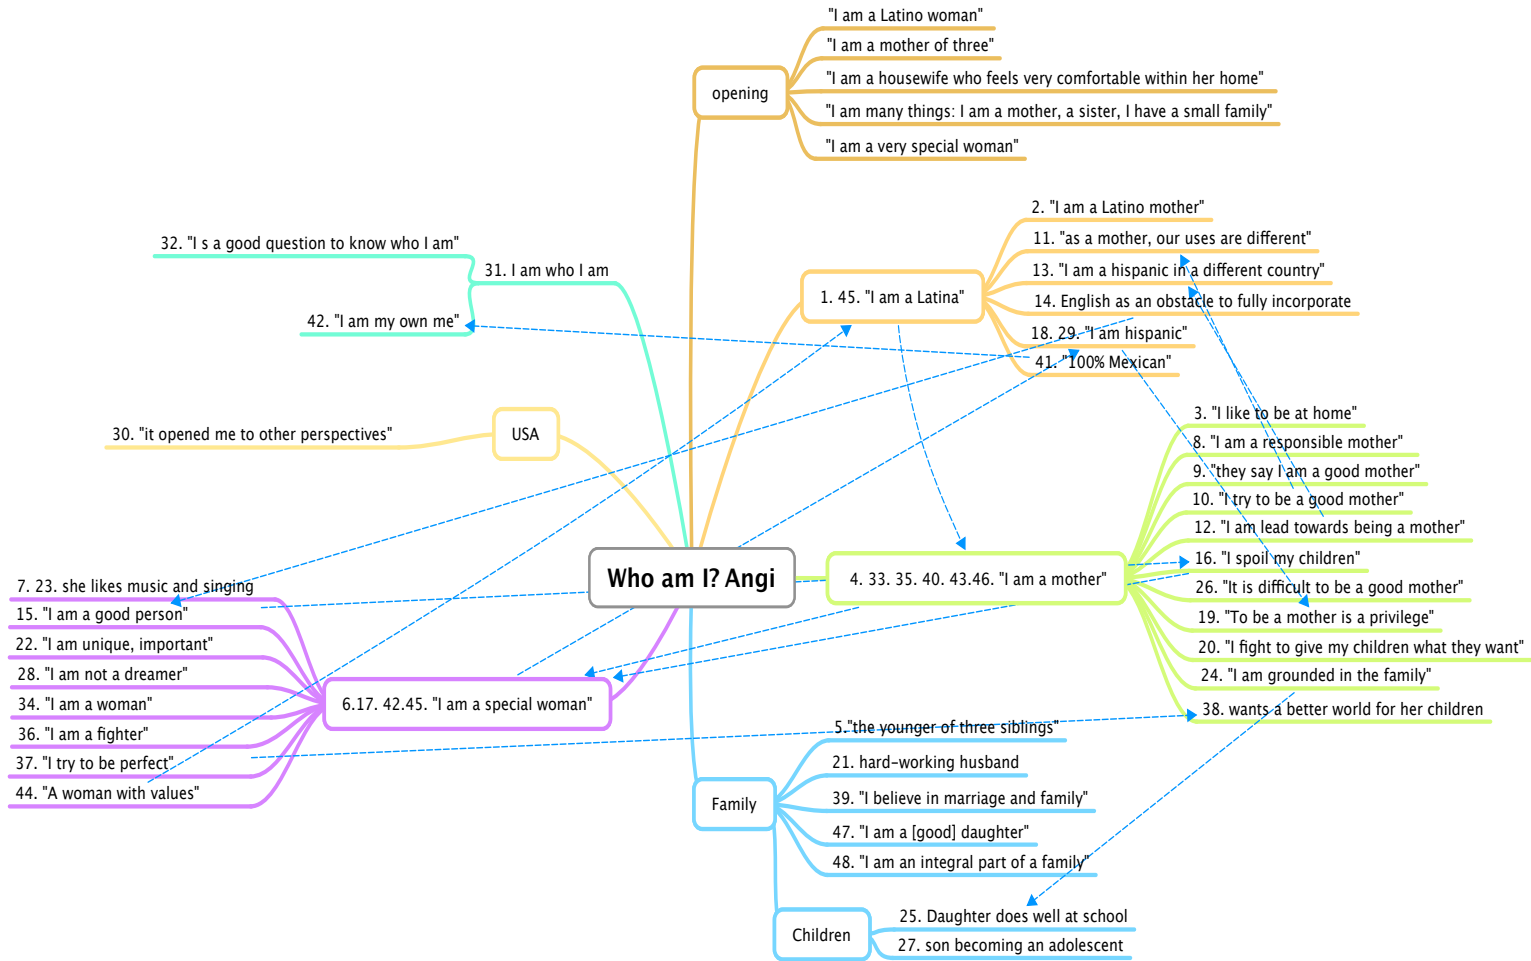 "I am a Latino woman"
"I am a mother of three"
opening
"I am a housewife who feels very comfortable within her home"
"I am many things: I am a mother, a sister, I have a small family"
"I am a very special woman"
32. "I s a good question to know who I am"
31. I am who I am
42. "I am my own me"
1. 45. "I am a Latina"
2. "I am a Latino mother"
11. "as a mother, our uses are different"
13. "I am a hispanic in a different country"
14. English as an obstacle to fully incorporate
18. 29. "I am hispanic"
41. "100% Mexican"
30. "it opened me to other perspectives"
USA
Who am I? Angi
4. 33. 35. 40. 43.46. "I am a mother"
3. "I like to be at home"
8. "I am a responsible mother"
9. "they say I am a good mother"
10. "I try to be a good mother"
12. "I am lead towards being a mother"
16. "I spoil my children"
26. "It is difficult to be a good mother"
19. "To be a mother is a privilege"
20. "I fight to give my children what they want"
24. "I am grounded in the family"
38. wants a better world for her children
7. 23. she likes music and singing
15. "I am a good person"
22. "I am unique, important"
28. "I am not a dreamer"
34. "I am a woman"
36. "I am a fighter"
37. "I try to be perfect"
44. "A woman with values"
6.17. 42.45. "I am a special woman"
Family
5."the younger of three siblings"
21. hard-working husband
39. "I believe in marriage and family"
47. "I am a [good] daughter"
48. "I am an integral part of a family"
Children
25. Daughter does well at school
27. son becoming an adolescent